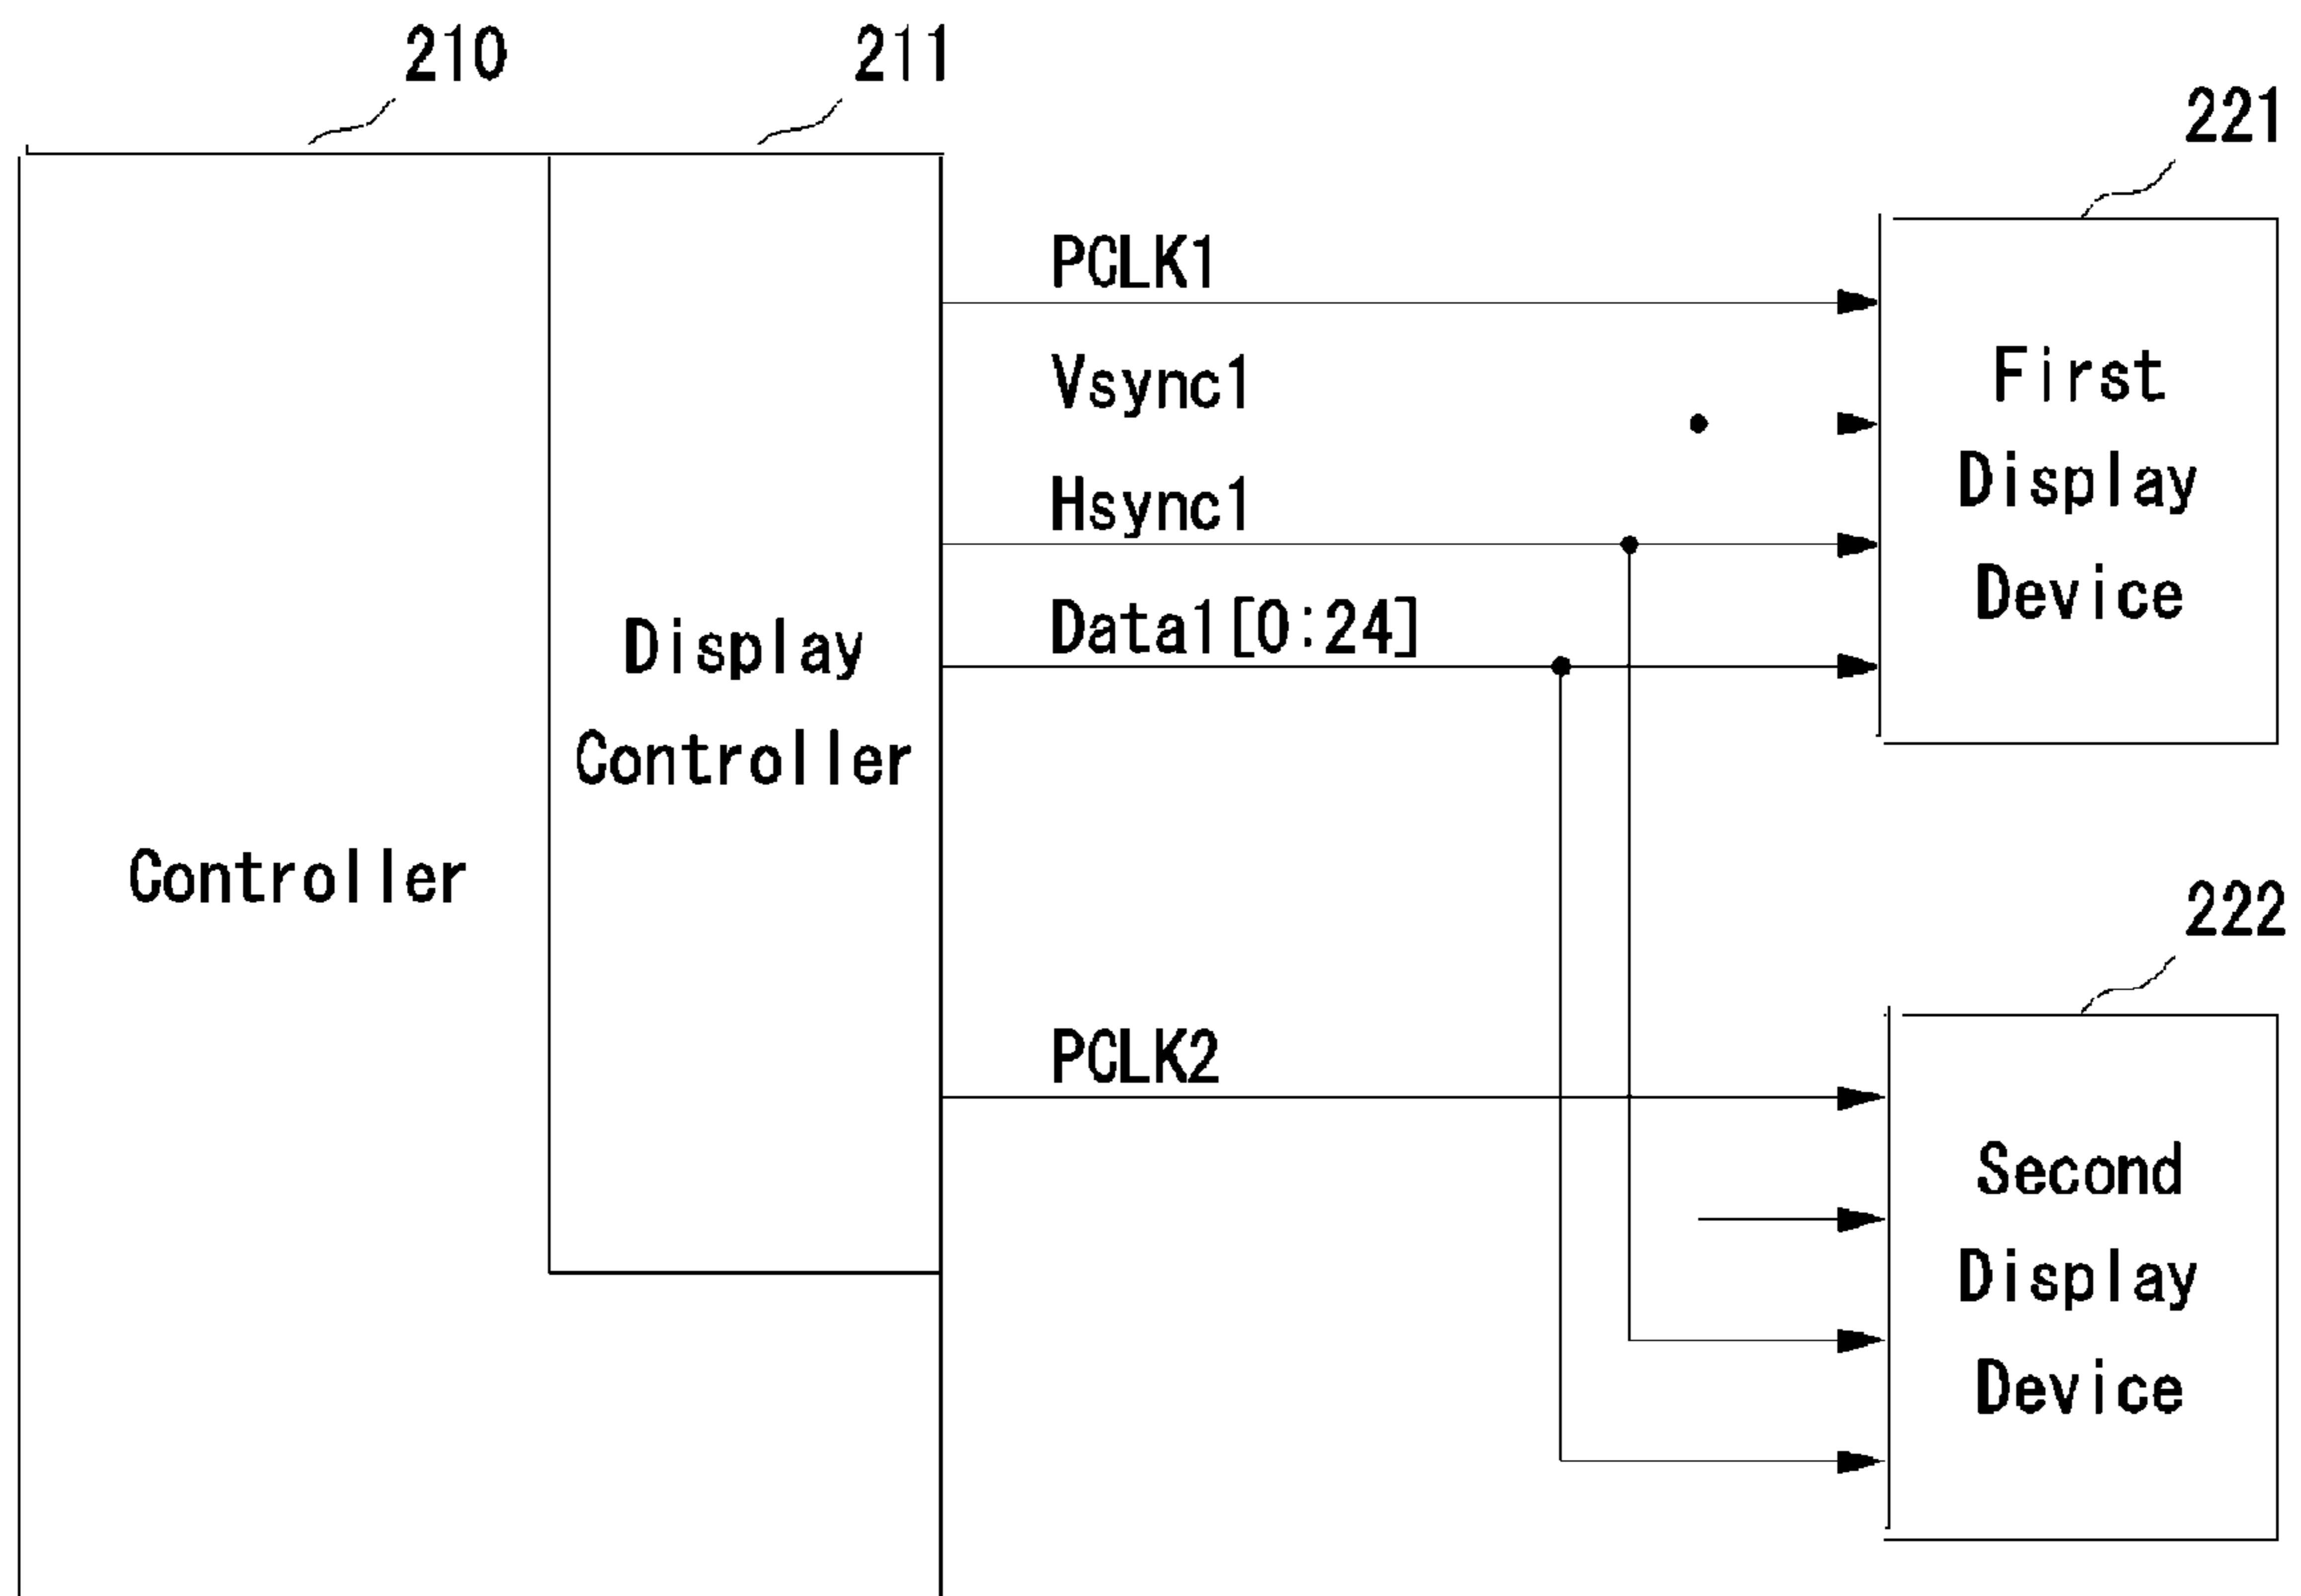 210
211
221
PCLK1
Vsync1
Hsync1
Data1[0:24]
First
Display
Device
Display
Controller
Controller
222
PCLK2
Second
Display
Device